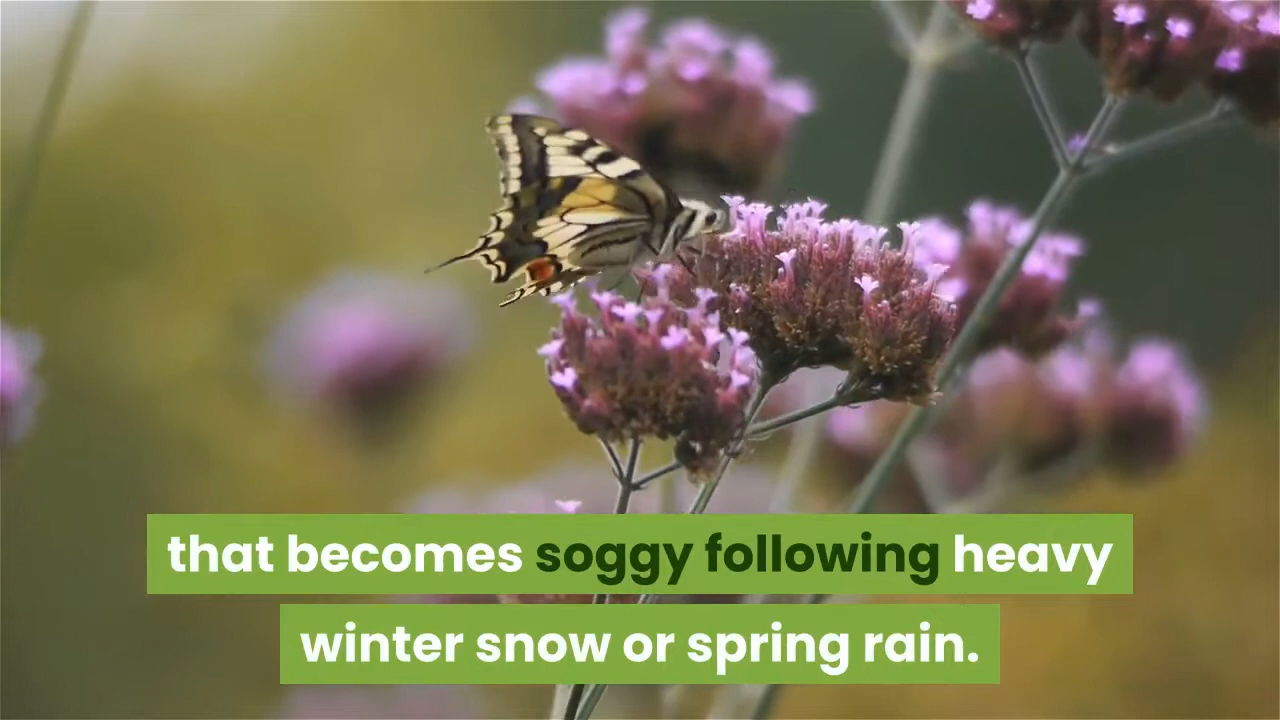 that becomes soggy following heavy
winter snow or spring rain.